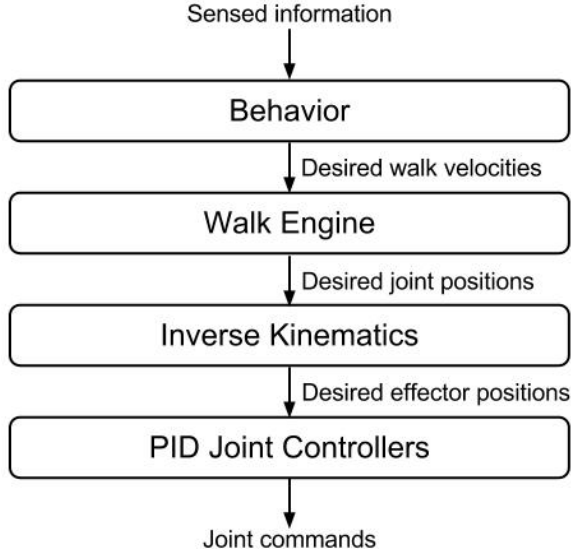 Sensed information
Behavior
Desired walk velocities
Walk Engine
Desired joint positions
Inverse Kinematics
Desired effector positions
PID Joint Controllers
Joint commands